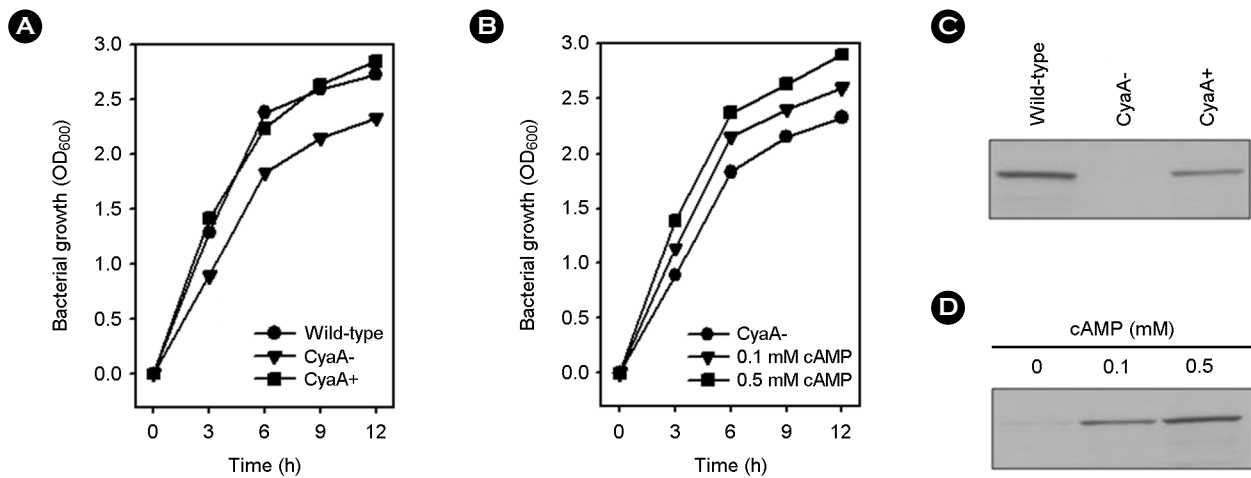 A
Bacterial growth (OD600)
3.0
2.5
2.0
1.5
1.0
0.5
0.0
Wild-type
CyaA-
CyaA+
0 3 6 9 12
Time (h)
B
Bacterial growth (OD600)
3.0
2.5
2.0
1.5
1.0
0.5
0.0
CyaA-
0.1 mM cAMP
0.5 mM cAMP
0 3 6 9 12
Time (h)
C
Wild-type
CyaA-
CyaA+
D
cAMP (mM)
0 0.1 0.5